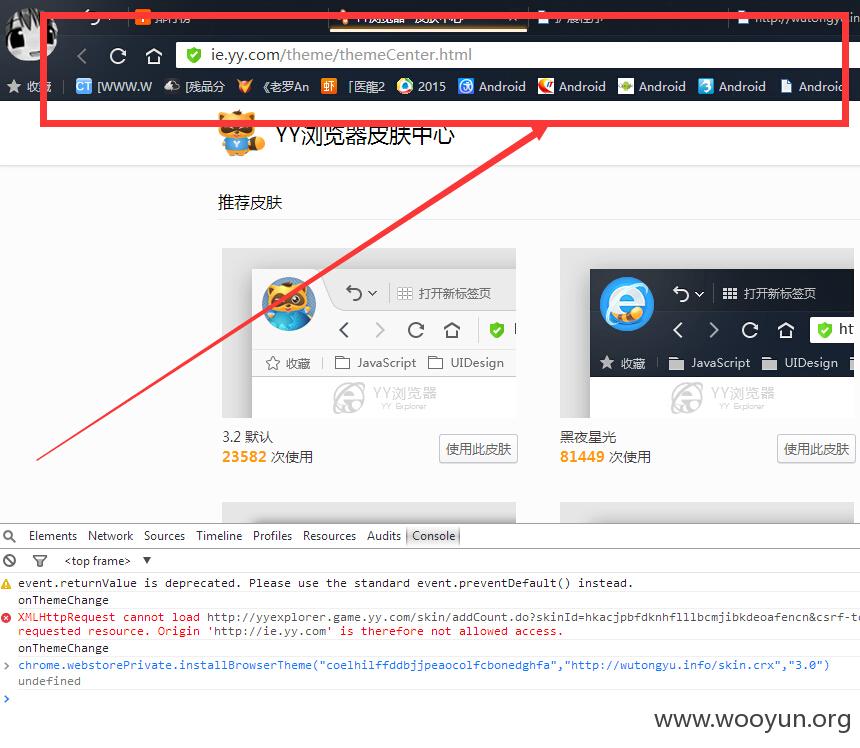 YY浏览器 - 皮肤中心
扩展程序
ie.yy.com/theme/themeCenter.html
收藏 [WWW.W [残品分 《老罗An 「医龍2 2015 Android Android Android Android Android
YY浏览器皮肤中心
推荐皮肤
打开新标签页
收藏 JavaScript UIDesign
YY浏览器
YY Explorer
3.2 默认
23582 次使用
使用此皮肤
打开新标签页
收藏 JavaScript UIDesign
YY浏览器
YY Explorer
黑夜星光
81449 次使用
使用此皮肤
Elements Network Sources Timeline Profiles Resources Audits Console
<top frame> ▼
event.returnValue is deprecated. Please use the standard event.preventDefault() instead.
onThemeChange
XMLHttpRequest cannot load http://yyexplorer.game.yy.com/skin/addCount.do?skinId=hkacjpbfdknhflllbcmjibkdeoafencn&csrf-to
requested resource. Origin 'http://ie.yy.com' is therefore not allowed access.
onThemeChange
chrome.webstorePrivate.installBrowserTheme("coelhilffddbjjpeaocolfcbonedghfa","http://wutongyu.info/skin.crx","3.0")
undefined
www.wooyun.org